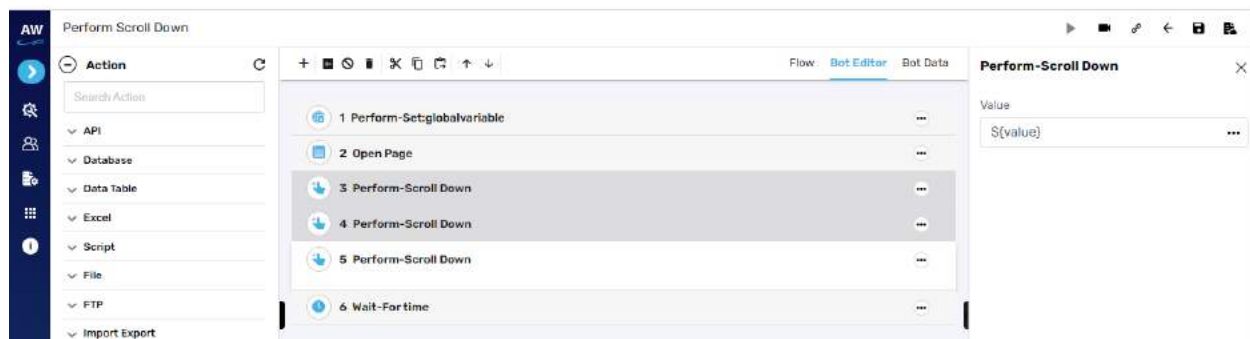 AW
Perform Scroll Down
Action
Search Action
API
Database
Data Table
Excel
Script
File
FTP
Import Export
Flow Bot Editor Bot Data
1 Perform-Set:globalvariable
2 Open Page
3 Perform-Scroll Down
4 Perform-Scroll Down
5 Perform-Scroll Down
6 Wait-For time
Perform-Scroll Down
Value
${value}